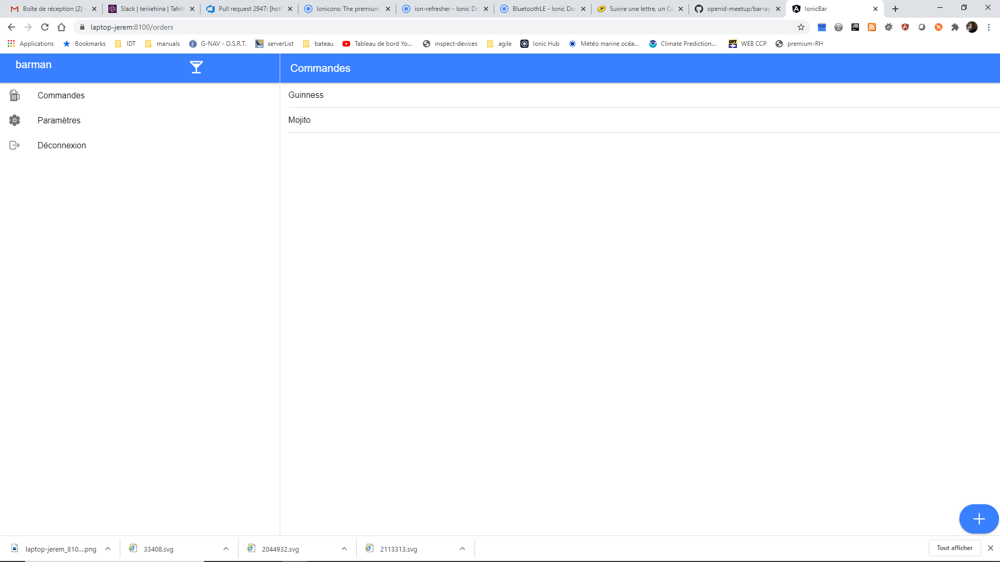 Boîte de réception (2) -
Slack | teriiehina | Tahiti
Pull request 2947: [hotf
Ionicons: The premium
ion-refresher - Ionic Do
BluetoothLE - Ionic Doc
Suivre une lettre, un Co
openid-meetup/bar-ap
IonicBar
laptop-jerem:8100/orders
Applications
Bookmarks
IDT
manuals
G-NAV - O.S.R.T.
serverList
bateau
Tableau de bord Yo...
inspect-devices
agile
Ionic Hub
Météo marine océa...
Climate Prediction...
OPT
WEB CCP
premium-RH
barman
Commandes
Commandes
Paramètres
Déconnexion
Guinness
Mojito
laptop-jerem_810....png
33408.svg
2044932.svg
2113313.svg
Tout afficher